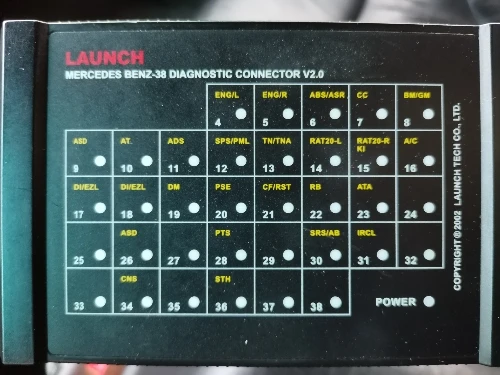 LAUNCH
MERCEDES BENZ-38 DIAGNOSTIC CONNECTOR V2.0
ENG/L ENG/R ABS/ASR CC BM/GM
4 5 6 7 8
ASD AT. ADS SPS/PML TN/TNA RAT20-L RAT20-R KI A/C
9 10 11 12 13 14 15 16
DI/EZL DI/EZL DM PSE CF/RST RB ATA
17 18 19 20 21 22 23 24
ASD PTS SRS/AB IRCL
25 26 27 28 29 30 31 32
CNS STH
33 34 35 36 37 38 POWER
COPYRIGHT © 2002 LAUNCH TECH CO., LTD.